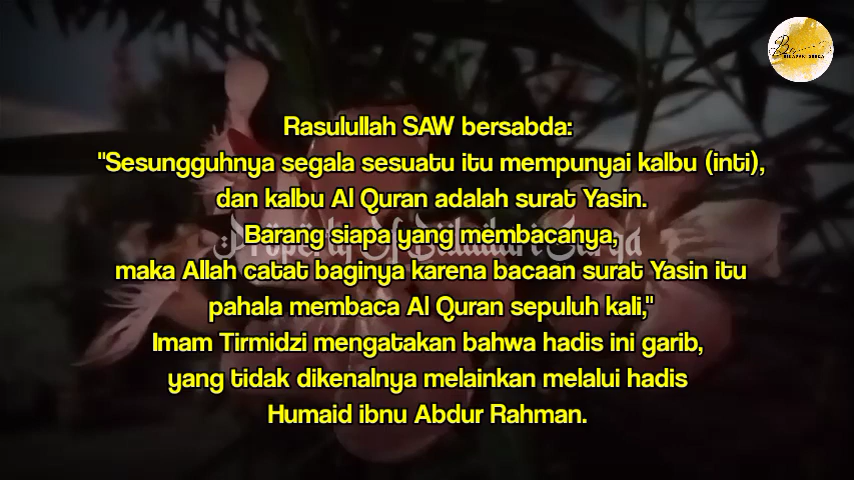 Rasulullah SAW bersabda:
"Sesungguhnya segala sesuatu itu mempunyai kalbu (inti),
dan kalbu Al Quran adalah surat Yasin.
Barang siapa yang membacanya,
maka Allah catat baginya karena bacaan surat Yasin itu
pahala membaca Al Quran sepuluh kali,"
Imam Tirmidzi mengatakan bahwa hadis ini garib,
yang tidak dikenalnya melainkan melalui hadis
Humaid ibnu Abdur Rahman.